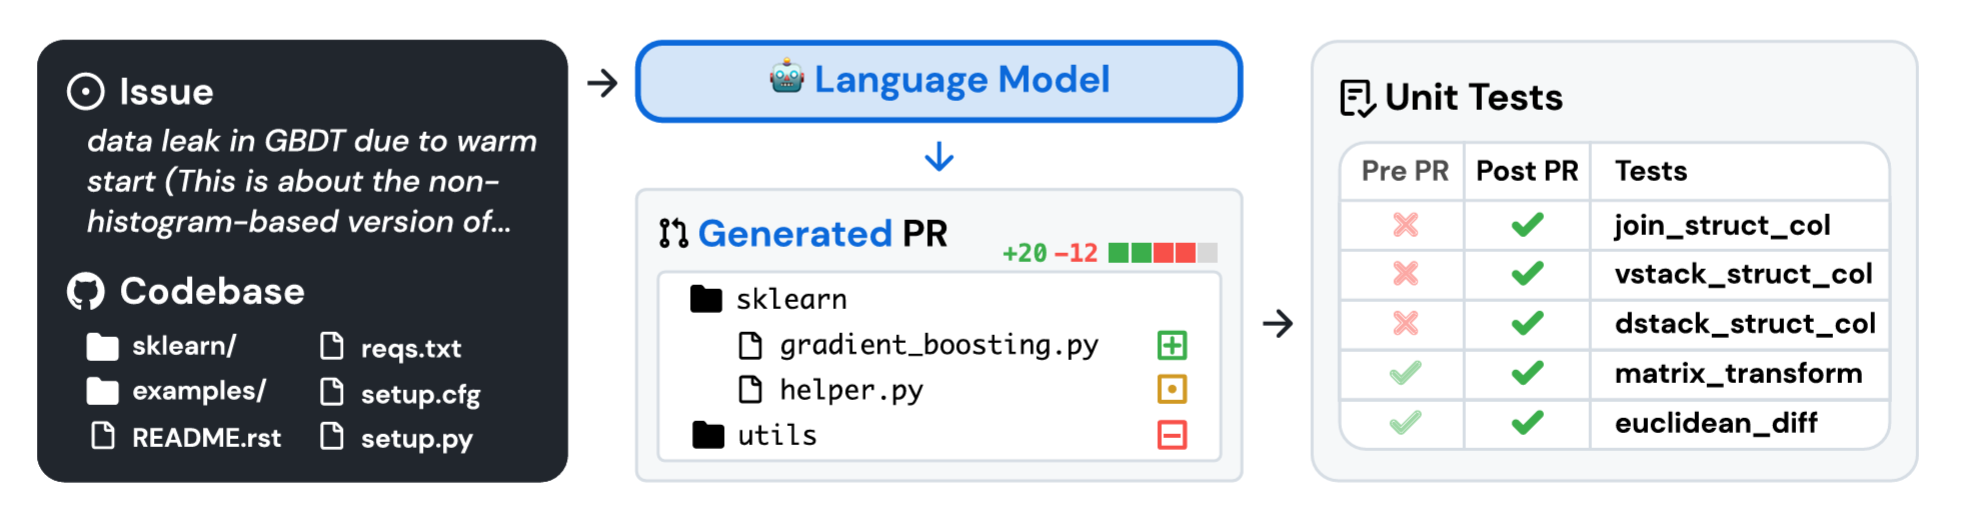 Issue
data leak in GBDT due to warm
start (This is about the non-
histogram-based version of...
Codebase
sklearn/
reqs.txt
examples/
setup.cfg
README.rst
setup.py
Language Model
Generated PR
+20 -12
sklearn
gradient_boosting.py
helper.py
utils
Unit Tests
Pre PR Post PR Tests
join_struct_col
vstack_struct_col
dstack_struct_col
matrix_transform
euclidean_diff